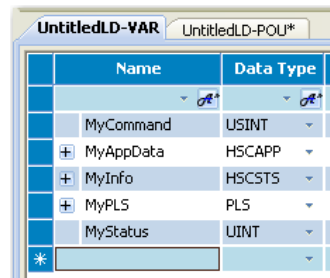 UntitledLD-VAR UntitledLD-POU*
Name Data Type
MyCommand USINT
MyAppData HSCAPP
MyInfo HSCSTS
MyPLS PLS
MyStatus UINT